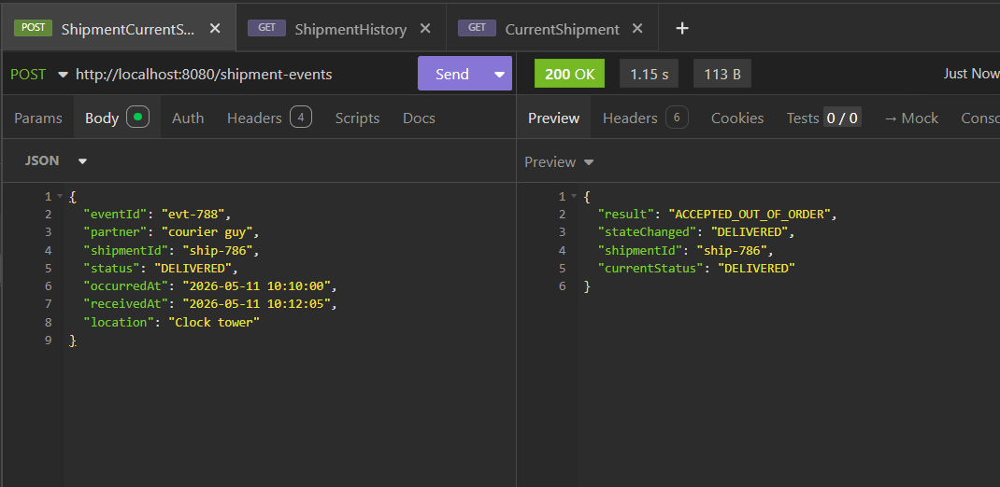 POST ShipmentCurrentS... ✕ GET ShipmentHistory ✕ GET CurrentShipment ✕ +
POST http://localhost:8080/shipment-events Send 200 OK 1.15 s 113 B Just Now
Params Body Auth Headers 4 Scripts Docs Preview Headers 6 Cookies Tests 0 / 0 → Mock Conso
JSON Preview
1 {
2 "eventId": "evt-788",
3 "partner": "courier guy",
4 "shipmentId": "ship-786",
5 "status": "DELIVERED",
6 "occurredAt": "2026-05-11 10:10:00",
7 "receivedAt": "2026-05-11 10:12:05",
8 "location": "Clock tower"
9 }
1 {
2 "result": "ACCEPTED_OUT_OF_ORDER",
3 "stateChanged": "DELIVERED",
4 "shipmentId": "ship-786",
5 "currentStatus": "DELIVERED"
6 }